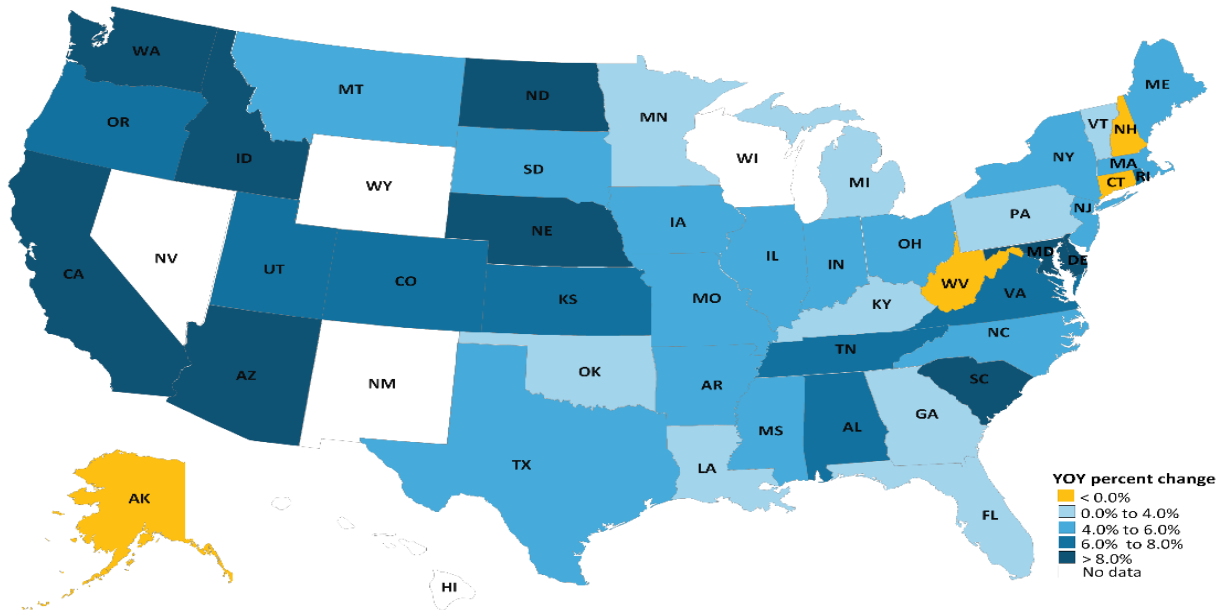 WA
MT
ND
MN
ME
OR
VT
NH
ID
WI
NY
MA
SD
CT
RI
WY
MI
PA
NJ
IA
NE
OH
MD
DE
NV
IL
IN
CA
UT
CO
WV
KS
MO
VA
KY
NC
TN
AZ
OK
NM
AR
SC
MS
AL
GA
TX
LA
YOY percent change
< 0.0%
AK
0.0% to 4.0%
FL
4.0% to 6.0%
6.0% to 8.0%
> 8.0%
No data
HI